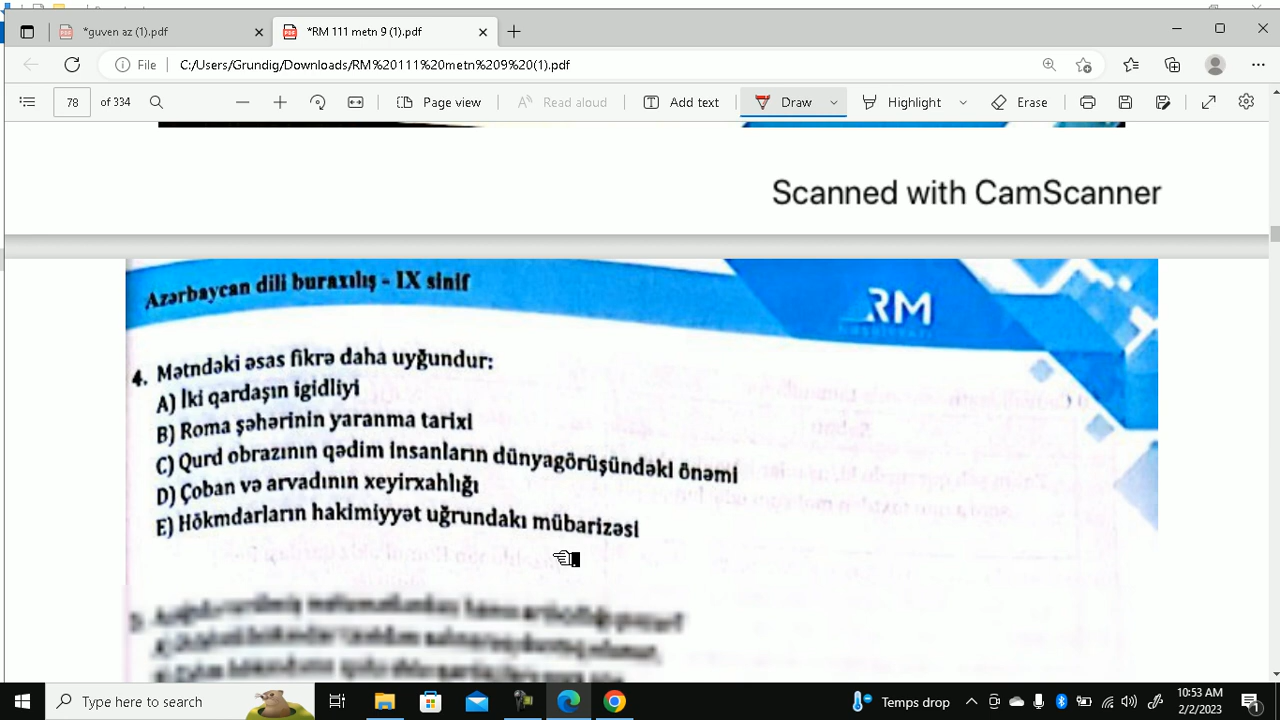 *guven az (1).pdf
*RM 111 metn 9 (1).pdf
File
C:/Users/Grundig/Downloads/RM%20111%20metn%209%20(1).pdf
78 of 334
Page view
Read aloud
Add text
Draw
Highlight
Erase
Scanned with CamScanner
Azərbaycan dili buraxılış - IX sinif
RM
4. Mətndəki əsas fikrə daha uyğundur:
A) İki qardaşın igidliyi
B) Roma şəhərinin yaranma tarixi
C) Qurd obrazının qədim insanların dünyagörüşündəki önəmi
D) Çoban və arvadının xeyirxahlığı
E) Hökmdarların hakimiyyət uğrundakı mübarizəsi
Type here to search
Temps drop
10:53 AM
2/2/2023